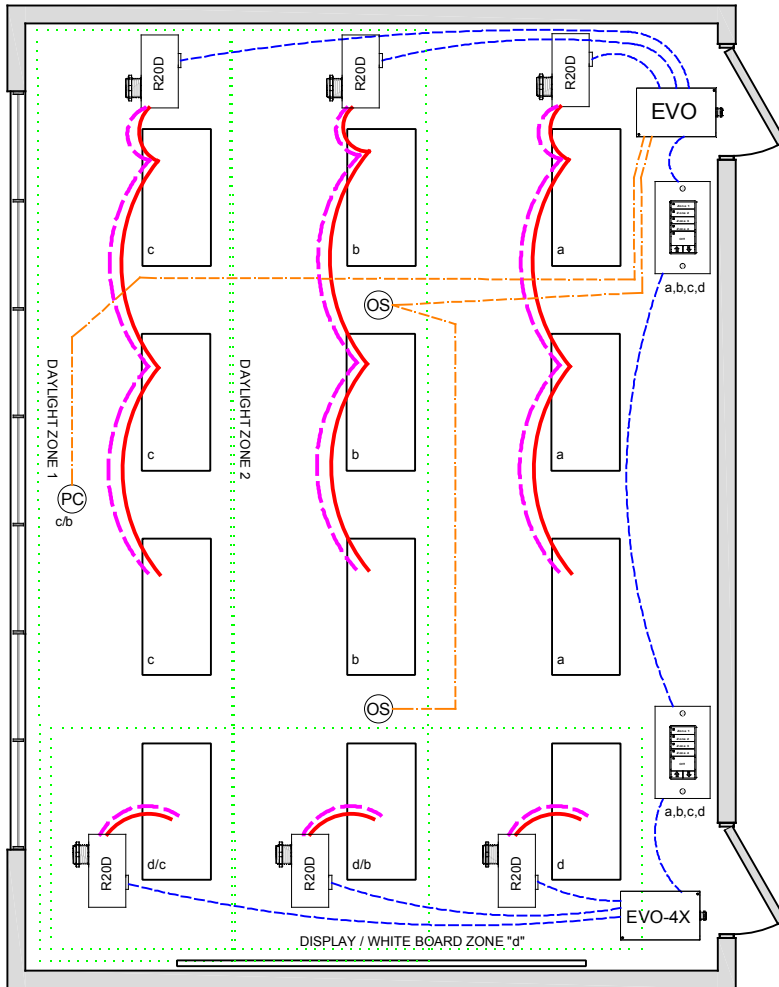 R20D
R20D
R20D
EVO
c
b
a
a,b,c,d
OS
DAYLIGHT ZONE 1
DAYLIGHT ZONE 2
c
b
a
PC
c/b
c
b
a
OS
a,b,c,d
d/c
d/b
d
R20D
R20D
R20D
EVO-4X
DISPLAY / WHITE BOARD ZONE "d"